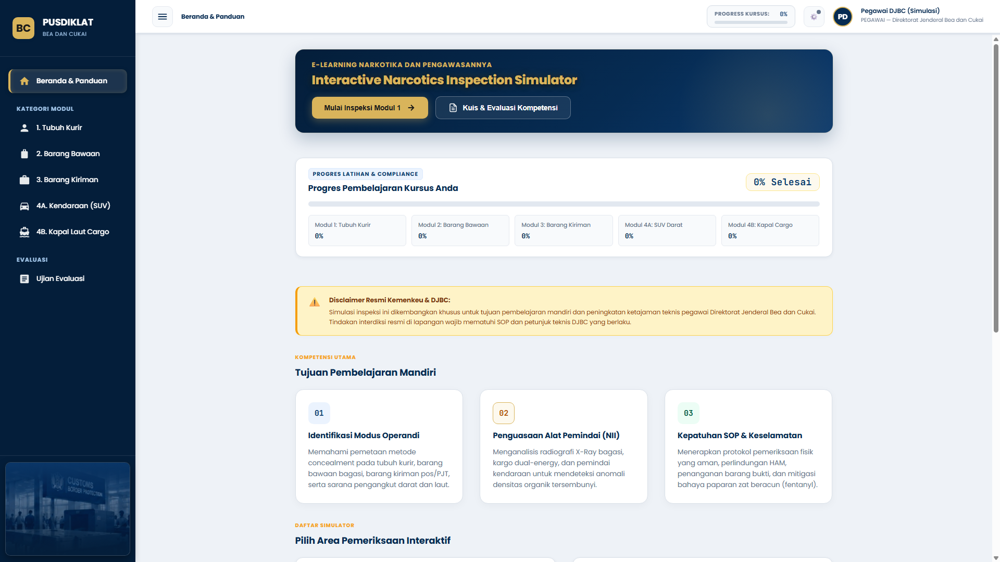 BC
PUSDIKLAT
BEA DAN CUKAI
Beranda & Panduan
KATEGORI MODUL
1. Tubuh Kurir
2. Barang Bawaan
3. Barang Kiriman
4A. Kendaraan (SUV)
4B. Kapal Laut Cargo
EVALUASI
Ujian Evaluasi
CUSTOMS
BORDER PROTECTION
Beranda & Panduan
PROGRESS KURSUS: 0%
PD
Pegawai DJBC (Simulasi)
PEGAWAI — Direktorat Jenderal Bea dan Cukai
E-LEARNING NARKOTIKA DAN PENGAWASANNYA
Interactive Narcotics Inspection Simulator
Mulai Inspeksi Modul 1 →
Kuis & Evaluasi Kompetensi
PROGRES LATIHAN & COMPLIANCE
Progres Pembelajaran Kursus Anda
0% Selesai
Modul 1: Tubuh Kurir
0%
Modul 2: Barang Bawaan
0%
Modul 3: Barang Kiriman
0%
Modul 4A: SUV Darat
0%
Modul 4B: Kapal Cargo
0%
Disclaimer Resmi Kemenkeu & DJBC:
Simulasi inspeksi ini dikembangkan khusus untuk tujuan pembelajaran mandiri dan peningkatan ketajaman teknis pegawai Direktorat Jenderal Bea dan Cukai.
Tindakan interdiksi resmi di lapangan wajib mematuhi SOP dan petunjuk teknis DJBC yang berlaku.
KOMPETENSI UTAMA
Tujuan Pembelajaran Mandiri
01
Identifikasi Modus Operandi
Memahami pemetaan metode
concealment pada tubuh kurir, barang
bawaan bagasi, barang kiriman pos/PJT,
serta sarana pengangkut darat dan laut.
02
Penguasaan Alat Pemindai (NII)
Menganalisis radiografi X-Ray bagasi,
kargo dual-energy, dan pemindai
kendaraan untuk mendeteksi anomali
densitas organik tersembunyi.
03
Kepatuhan SOP & Keselamatan
Menerapkan protokol pemeriksaan fisik
yang aman, perlindungan HAM,
penanganan barang bukti, dan mitigasi
bahaya paparan zat beracun (fentanyl).
DAFTAR SIMULATOR
Pilih Area Pemeriksaan Interaktif